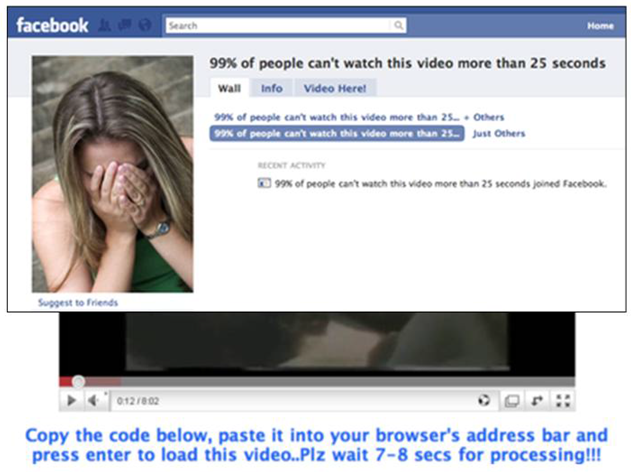 facebook Search Home
99% of people can't watch this video more than 25 seconds
Wall Info Video Here!
99% of people can't watch this video more than 25... + Others
99% of people can't watch this video more than 25... Just Others
RECENT ACTIVITY
99% of people can't watch this video more than 25 seconds joined Facebook.
Suggest to Friends
0:12 / 8:02
Copy the code below, paste it into your browser's address bar and
press enter to load this video..Plz wait 7-8 secs for processing!!!